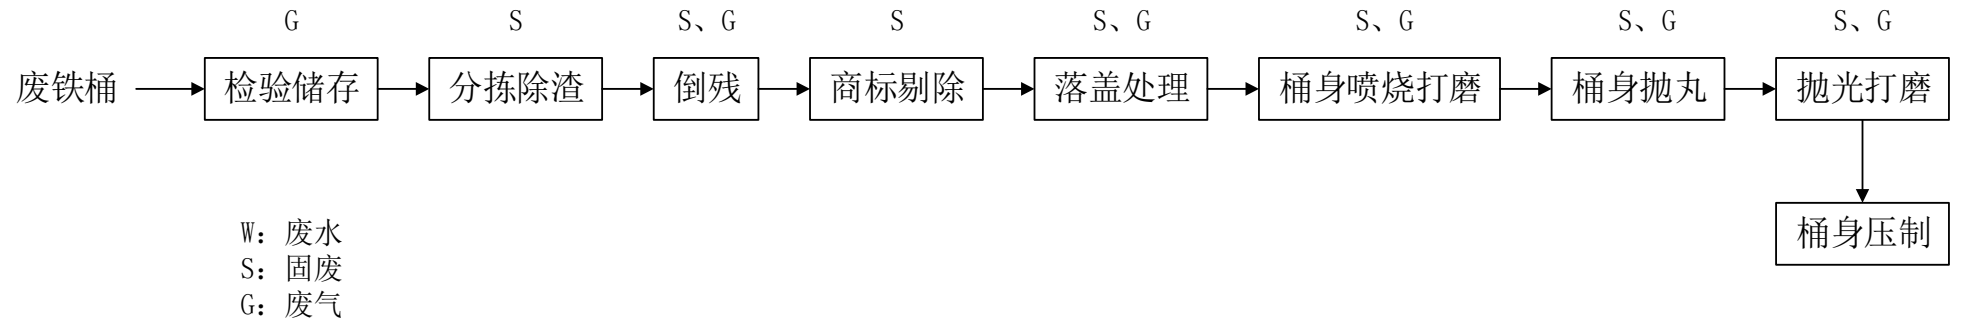 G S S、G S S、G S、G S、G S、G
废铁桶 检验储存 分拣除渣 倒残 商标剔除 落盖处理 桶身喷烧打磨 桶身抛丸 抛光打磨
桶身压制
W：废水
S：固废
G：废气